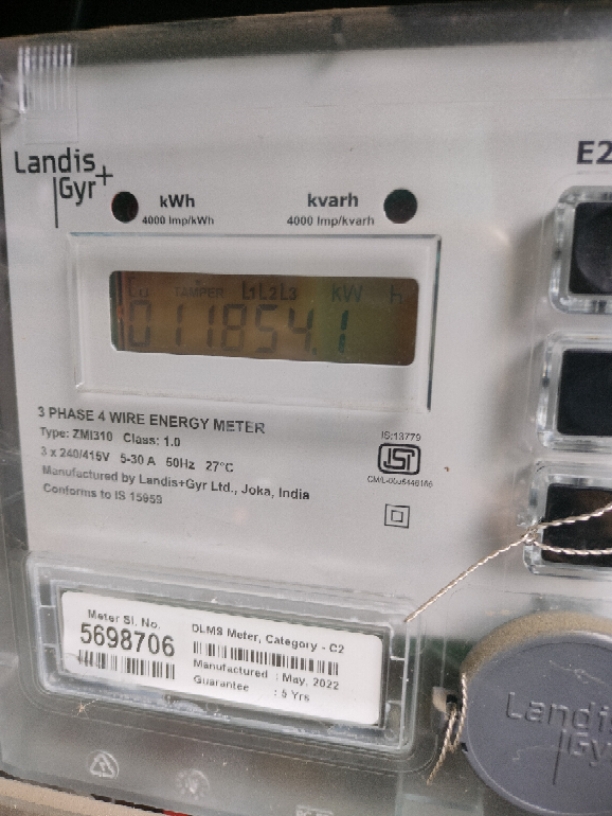 Landis
Gyr+
E2
kWh
4000 Imp/kWh
kvarh
4000 Imp/kvarh
Cu TAMPER L1L2L3 kW h
011854.1
3 PHASE 4 WIRE ENERGY METER
Type: ZMI310 Class: 1.0
3 x 240/415V 5-30 A 50Hz 27°C
Manufactured by Landis+Gyr Ltd., Joka, India
Conforms to IS 15959
IS:13779
ISI
Meter Sl. No.
5698706
DLMS Meter, Category - C2
Manufactured : May, 2022
Guarantee : 5 Yrs
Landis
Gyr